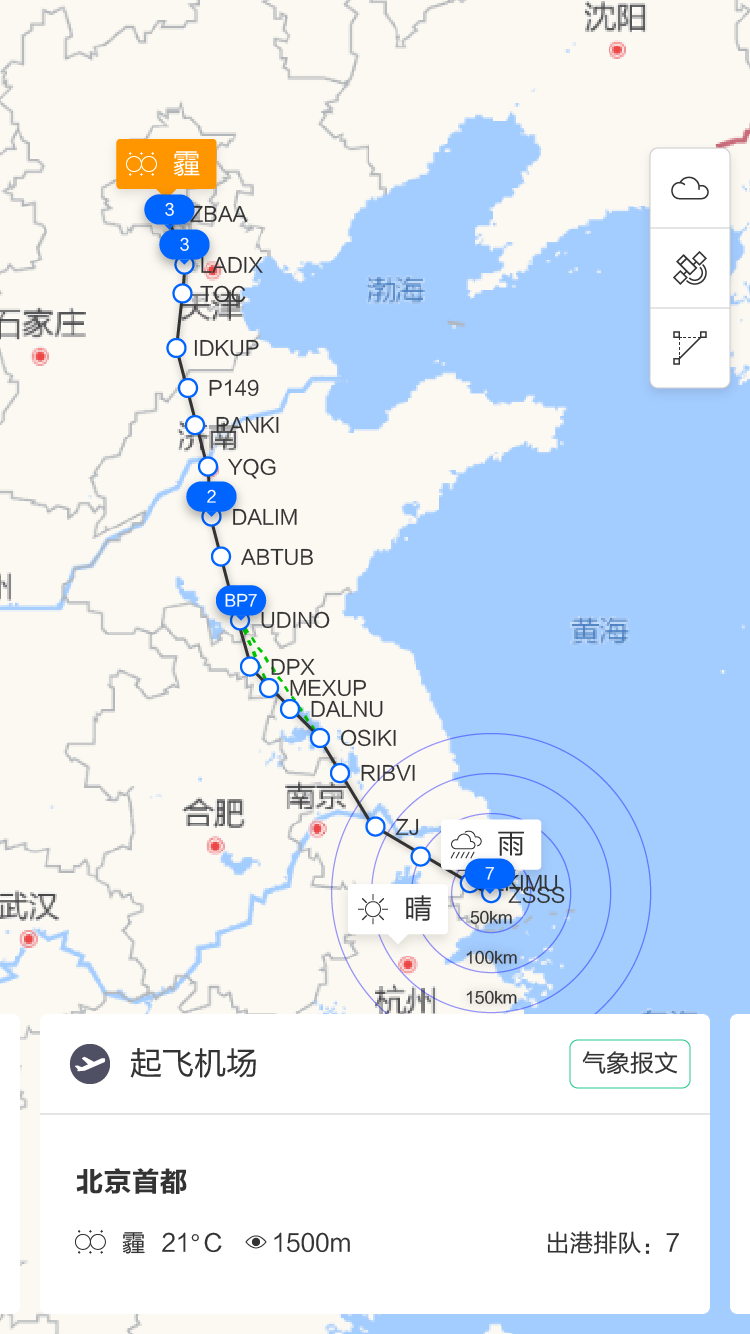 沈阳
霾
3
ZBAA
3
LADIX
TOC
天津
渤海
石家庄
IDKUP
P149
PANKI
济南
YQG
2
DALIM
ABTUB
BP7
UDINO
黄海
DPX
MEXUP
DALNU
OSIKI
RIBVI
南京
合肥
ZJ
雨
7
KIMU
ZSSS
武汉
晴
50km
100km
150km
杭州
起飞机场
气象报文
北京首都
霾 21°C 1500m 出港排队：7